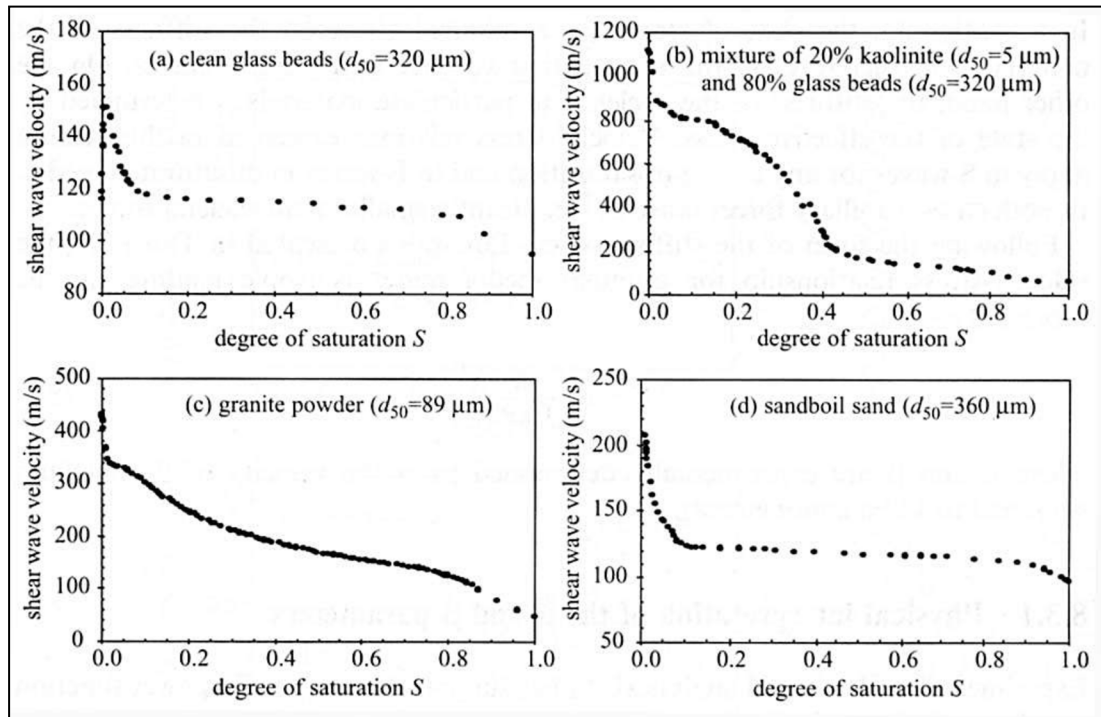 180
160
140
120
100
80
shear wave velocity (m/s)
(a) clean glass beads (d50=320 µm)
0.0 0.2 0.4 0.6 0.8 1.0
degree of saturation S
1200
1000
800
600
400
200
0
shear wave velocity (m/s)
(b) mixture of 20% kaolinite (d50=5 µm)
and 80% glass beads (d50=320 µm)
0.0 0.2 0.4 0.6 0.8 1.0
degree of saturation S
500
400
300
200
100
0
shear wave velocity (m/s)
(c) granite powder (d50=89 µm)
0.0 0.2 0.4 0.6 0.8 1.0
degree of saturation S
250
200
150
100
50
shear wave velocity (m/s)
(d) sandboil sand (d50=360 µm)
0.0 0.2 0.4 0.6 0.8 1.0
degree of saturation S